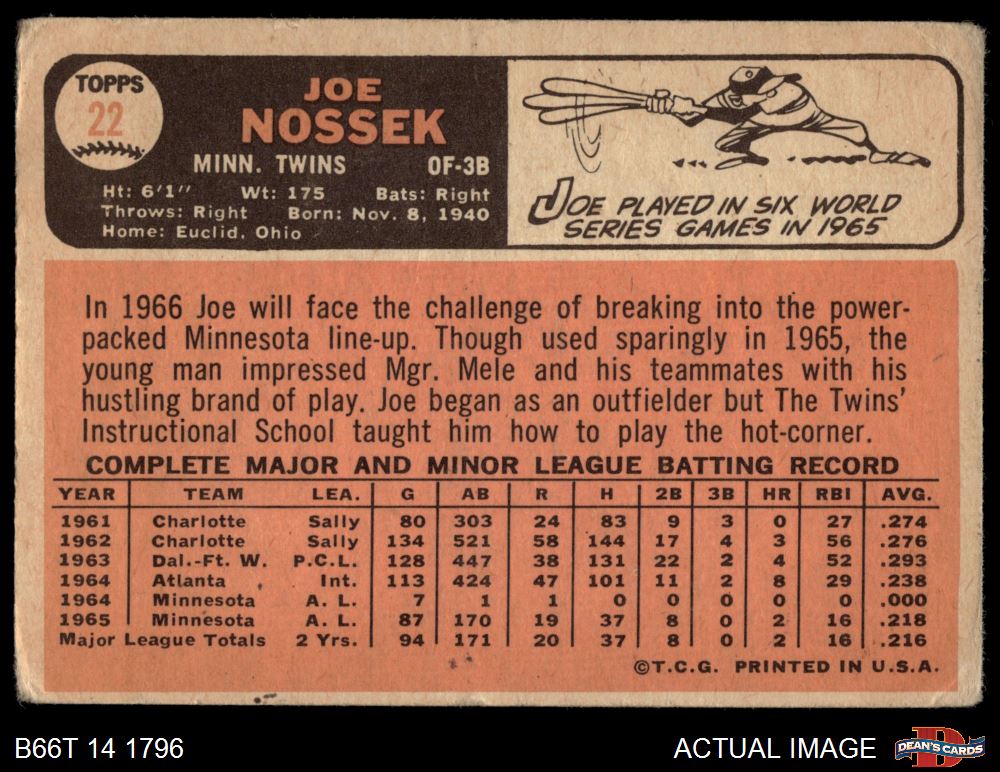 TOPPS
22
JOE
NOSSEK
MINN. TWINS OF-3B
Ht: 6'1" Wt: 175 Bats: Right
Throws: Right Born: Nov. 8, 1940
Home: Euclid, Ohio
JOE PLAYED IN SIX WORLD
SERIES GAMES IN 1965
In 1966 Joe will face the challenge of breaking into the power-
packed Minnesota line-up. Though used sparingly in 1965, the
young man impressed Mgr. Mele and his teammates with his
hustling brand of play. Joe began as an outfielder but The Twins'
Instructional School taught him how to play the hot-corner.
COMPLETE MAJOR AND MINOR LEAGUE BATTING RECORD
YEAR TEAM LEA. G AB R H 2B 3B HR RBI AVG.
1961 Charlotte Sally 80 303 24 83 9 3 0 27 .274
1962 Charlotte Sally 134 521 58 144 17 4 3 56 .276
1963 Dal.-Ft. W. P.C.L. 128 447 38 131 22 2 4 52 .293
1964 Atlanta Int. 113 424 47 101 11 2 8 29 .238
1964 Minnesota A. L. 7 1 1 0 0 0 0 0 .000
1965 Minnesota A. L. 87 170 19 37 8 0 2 16 .218
Major League Totals 2 Yrs. 94 171 20 37 8 0 2 16 .216
©T.C.G. PRINTED IN U.S.A.
B66T 14 1796 ACTUAL IMAGE DEAN'S CARDS